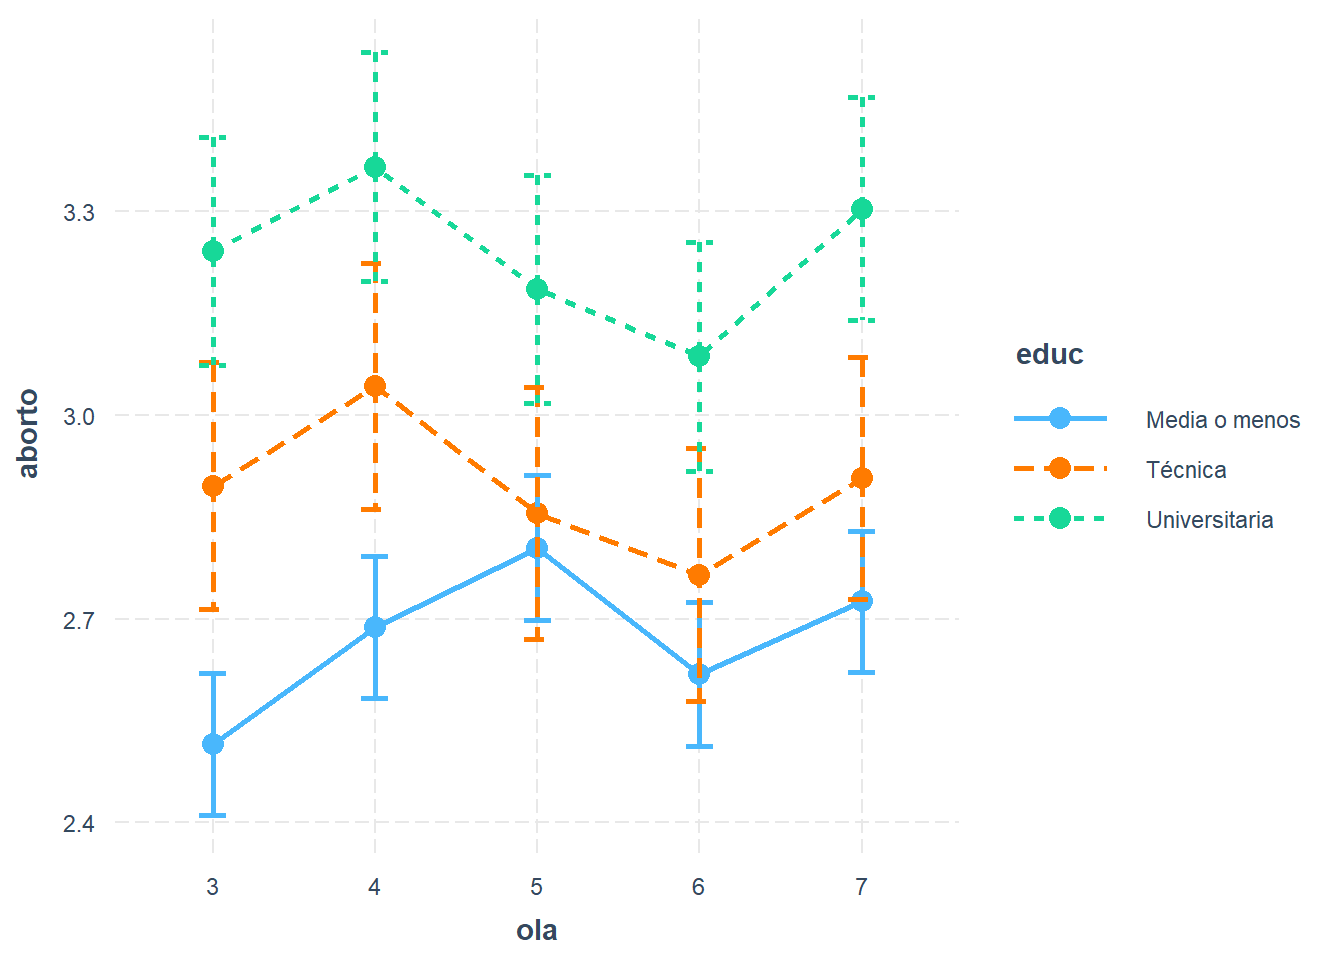 aborto
3.3
3.0
2.7
2.4
3 4 5 6 7
ola
educ
Media o menos
Técnica
Universitaria